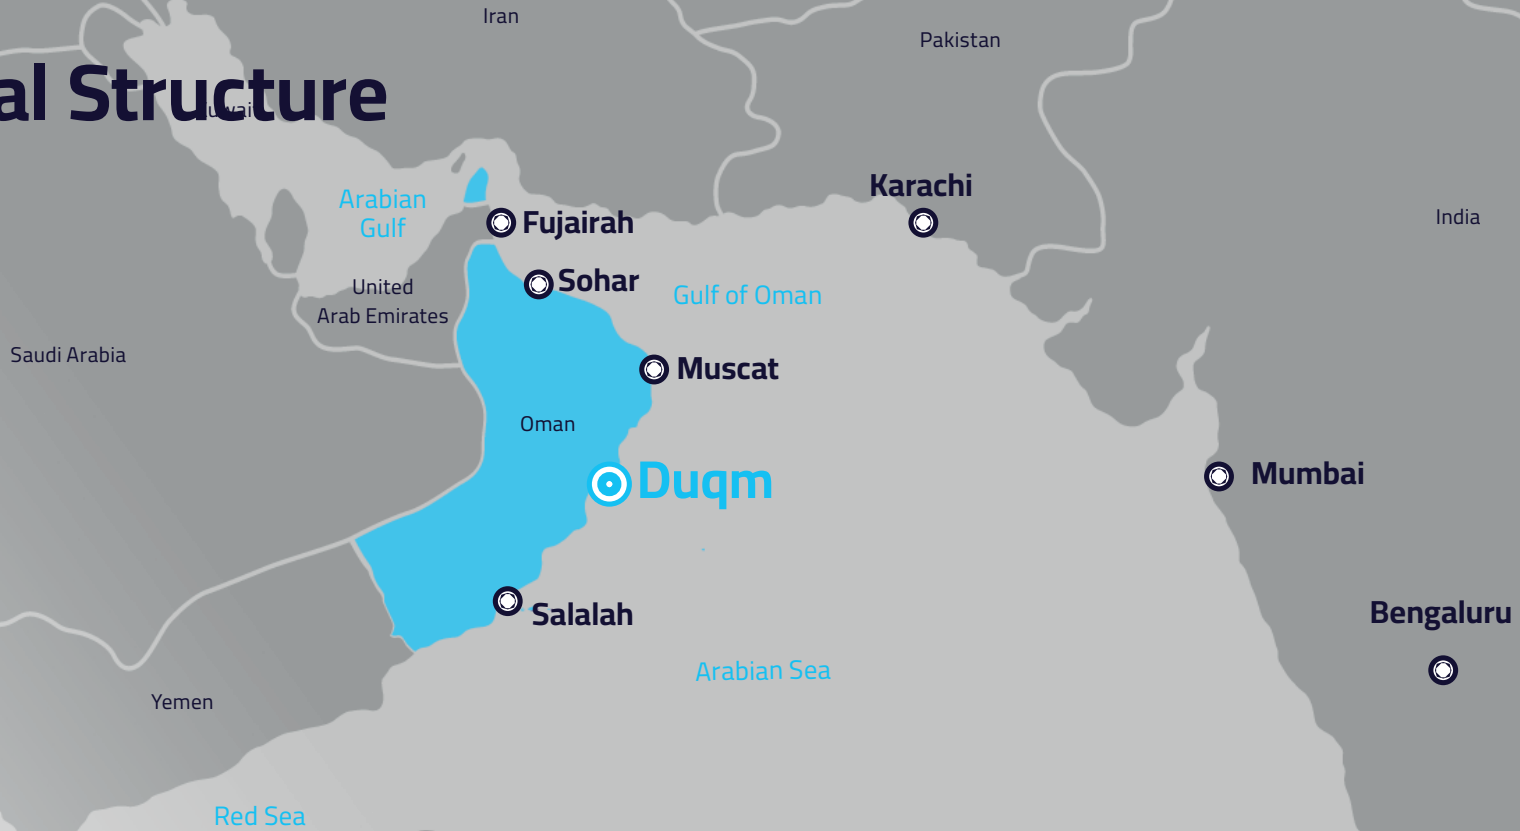 Iran
Pakistan
al Structure
Kuwait
Karachi
Arabian
Gulf
Fujairah
India
Sohar
United
Arab Emirates
Gulf of Oman
Saudi Arabia
Muscat
Oman
Duqm
Mumbai
Salalah
Bengaluru
Arabian Sea
Yemen
Red Sea